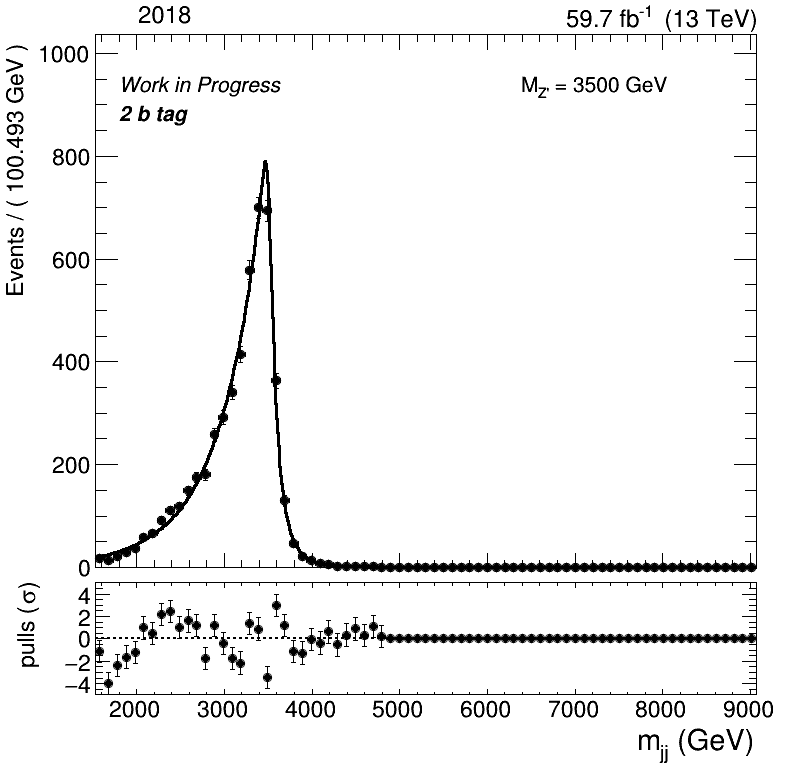 2018 59.7 fb⁻¹ (13 TeV)
Events / ( 100.493 GeV )
1000
800
600
400
200
0
Work in Progress
2 b tag
M_Z' = 3500 GeV
pulls (σ)
4
2
0
−2
−4
2000 3000 4000 5000 6000 7000 8000 9000
m_jj (GeV)